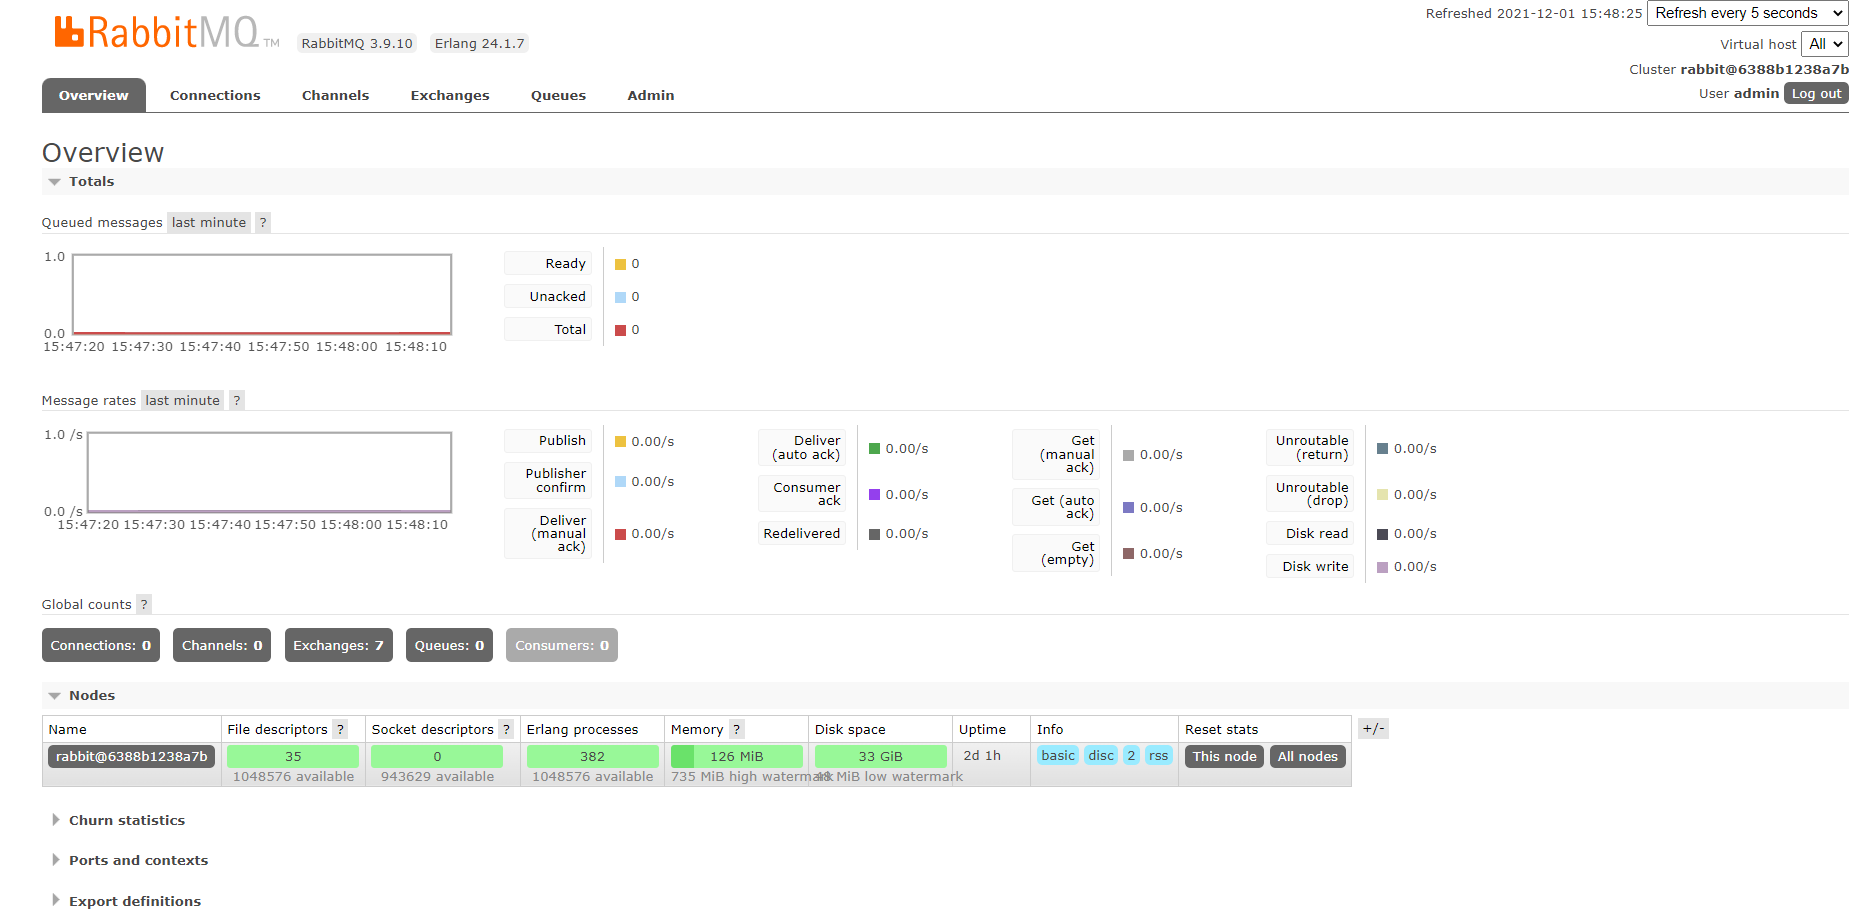 RabbitMQ TM RabbitMQ 3.9.10 Erlang 24.1.7
Refreshed 2021-12-01 15:48:25 Refresh every 5 seconds
Virtual host All
Cluster rabbit@6388b1238a7b
User admin Log out
Overview Connections Channels Exchanges Queues Admin
Overview
Totals
Queued messages last minute ?
1.0
0.0
15:47:20 15:47:30 15:47:40 15:47:50 15:48:00 15:48:10
Ready 0
Unacked 0
Total 0
Message rates last minute ?
1.0 /s
0.0 /s
15:47:20 15:47:30 15:47:40 15:47:50 15:48:00 15:48:10
Publish 0.00/s
Publisher
confirm 0.00/s
Deliver
(manual
ack) 0.00/s
Deliver
(auto ack) 0.00/s
Consumer
ack 0.00/s
Redelivered 0.00/s
Get
(manual
ack) 0.00/s
Get (auto
ack) 0.00/s
Get
(empty) 0.00/s
Unroutable
(return) 0.00/s
Unroutable
(drop) 0.00/s
Disk read 0.00/s
Disk write 0.00/s
Global counts ?
Connections: 0 Channels: 0 Exchanges: 7 Queues: 0 Consumers: 0
Nodes
Name File descriptors ? Socket descriptors ? Erlang processes Memory ? Disk space Uptime Info Reset stats +/-
rabbit@6388b1238a7b 35 0 382 126 MiB 33 GiB 2d 1h basic disc 2 rss This node All nodes
1048576 available 943629 available 1048576 available 735 MiB high watermark 48 MiB low watermark
Churn statistics
Ports and contexts
Export definitions